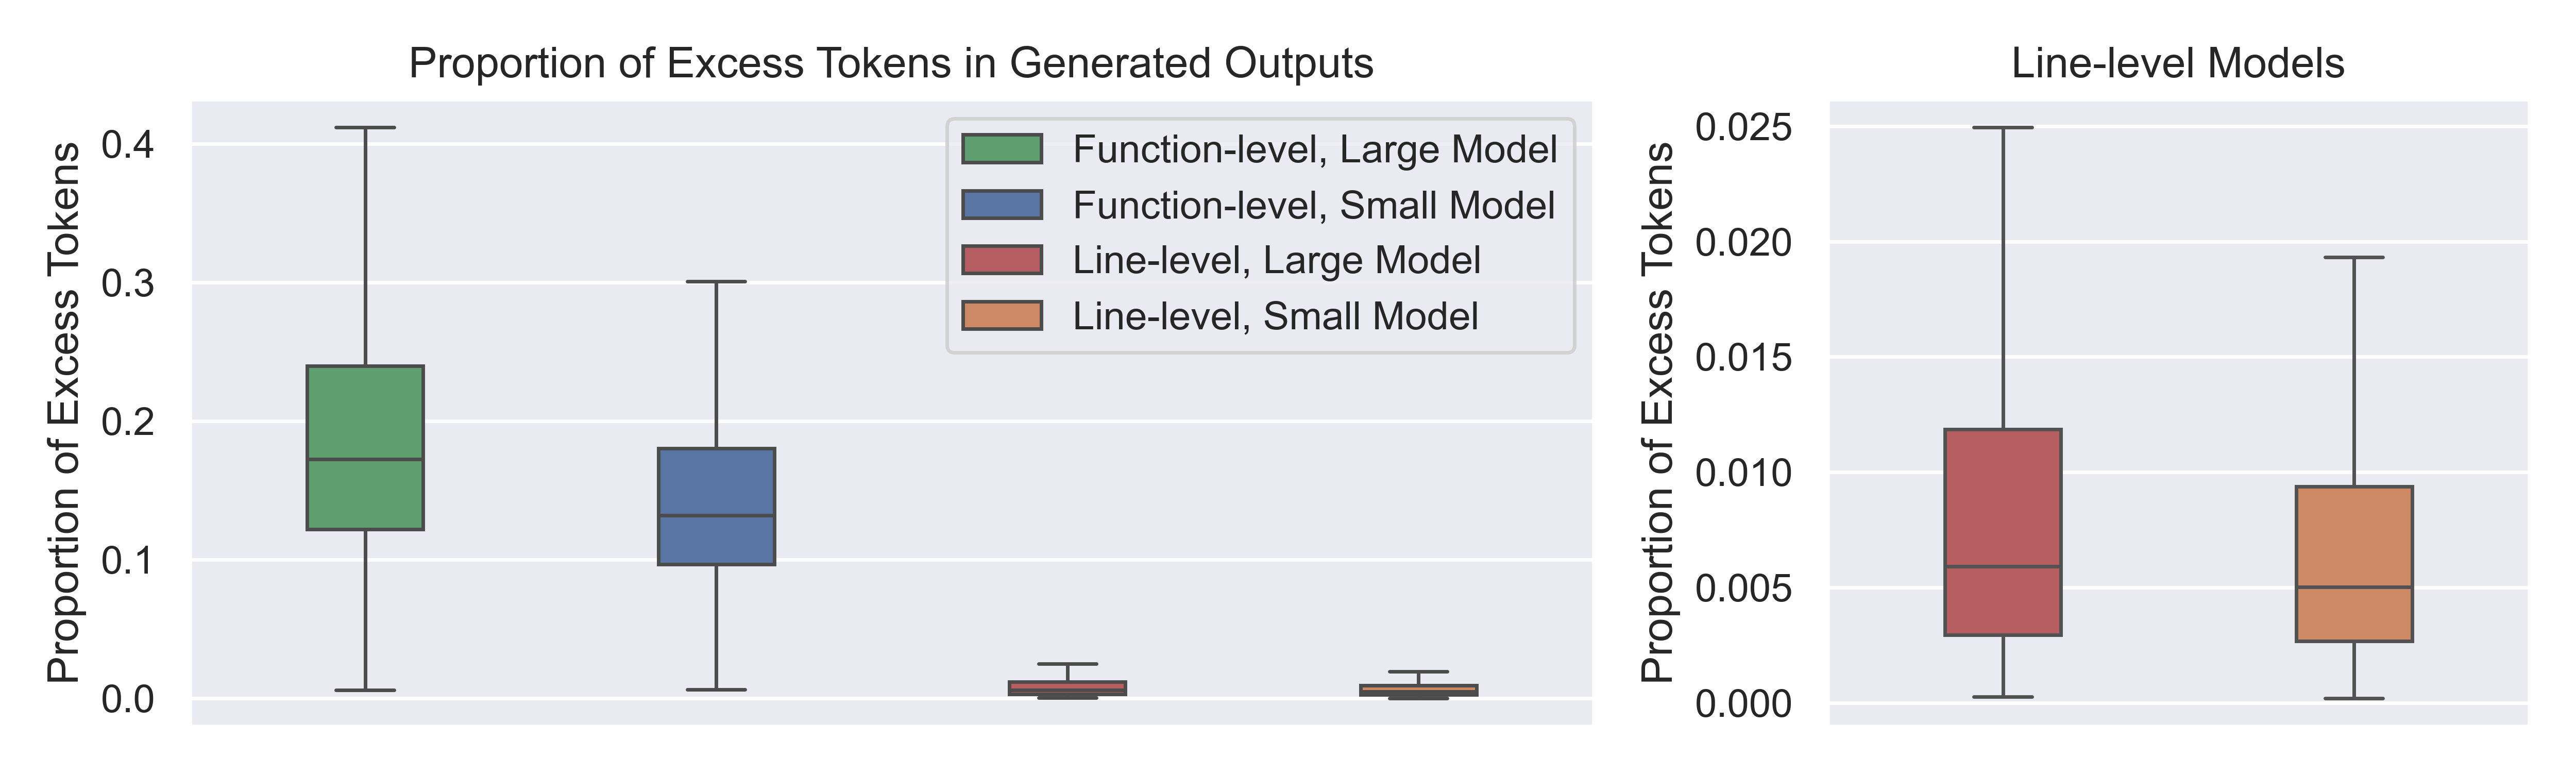 Proportion of Excess Tokens in Generated Outputs
Proportion of Excess Tokens
0.4
0.3
0.2
0.1
0.0
Function-level, Large Model
Function-level, Small Model
Line-level, Large Model
Line-level, Small Model
Line-level Models
Proportion of Excess Tokens
0.025
0.020
0.015
0.010
0.005
0.000